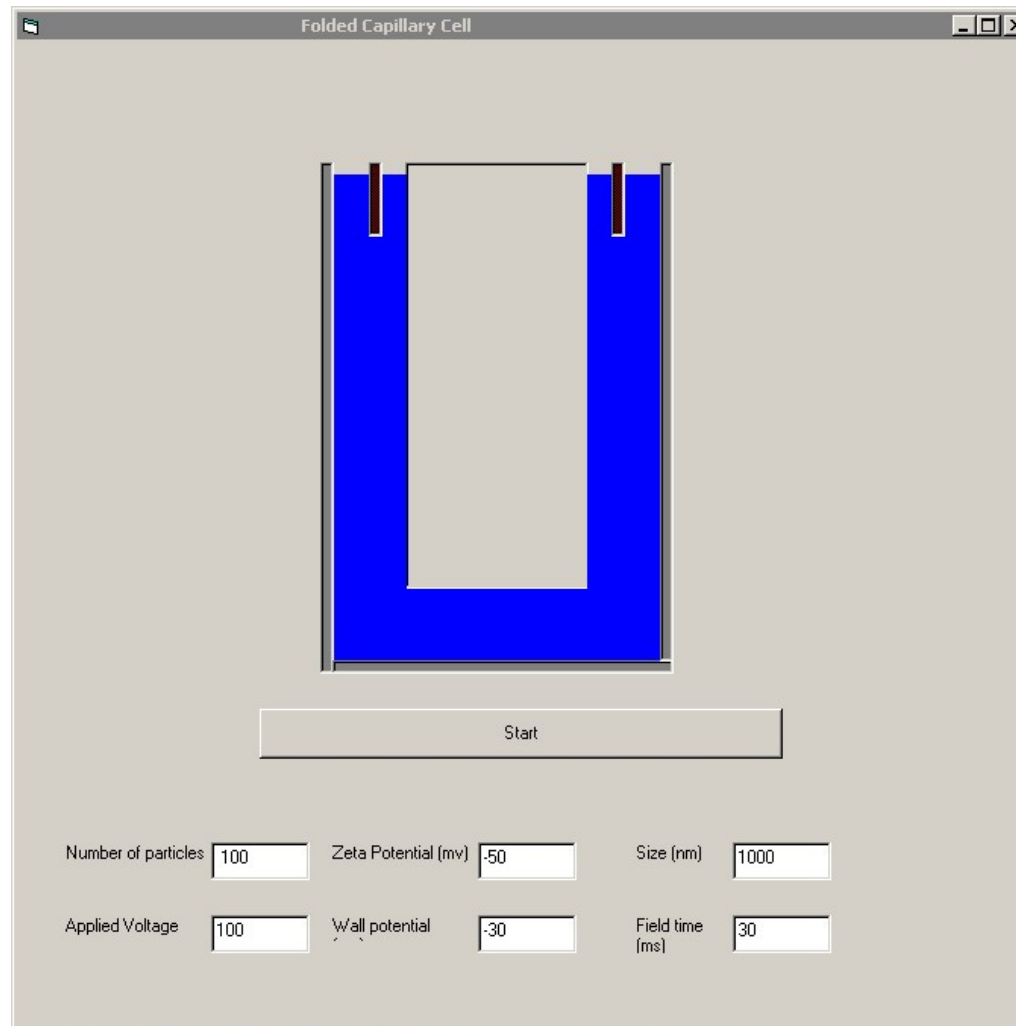 Folded Capillary Cell
Start
Number of particles 100 Zeta Potential (mv) -50 Size (nm) 1000
Applied Voltage 100 Wall potential -30 Field time 30
(ms)